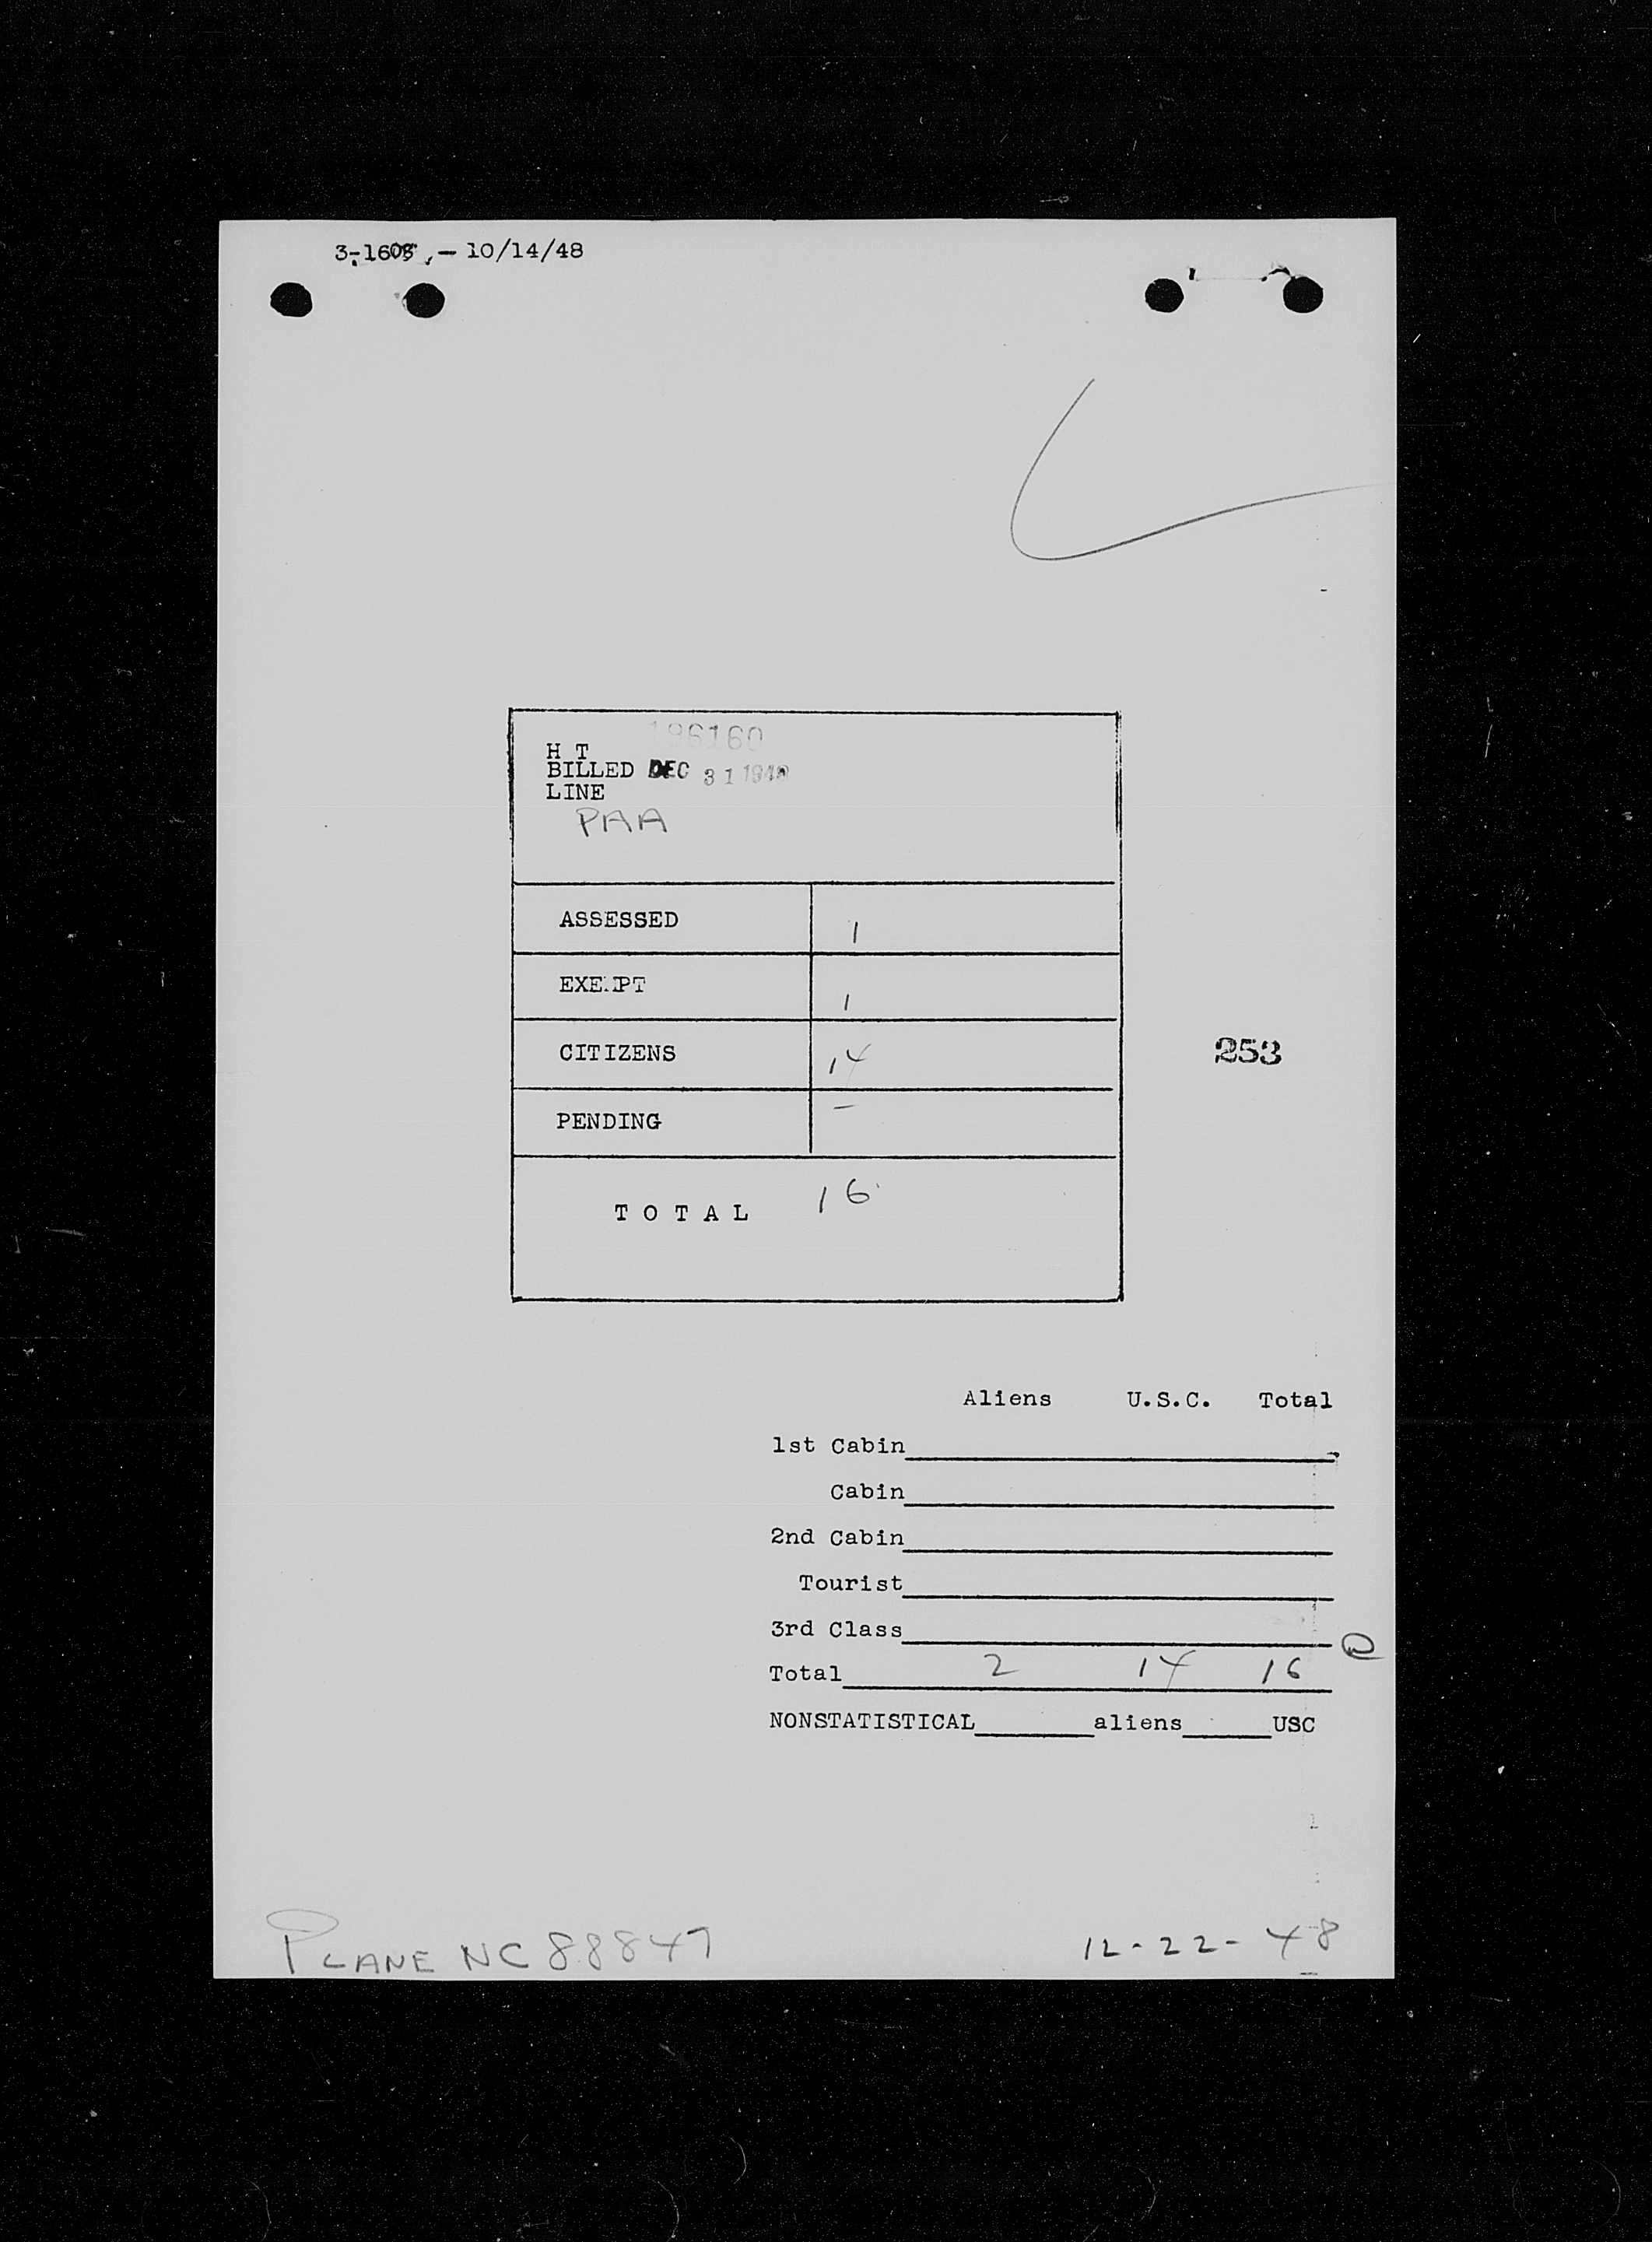 3-1608, - 10/14/48
196160
H T
BILLED DEC 31 1948
LINE
PAA
ASSESSED 1
EXEMPT 1
CITIZENS 14
253
PENDING –
TOTAL 16
Aliens U.S.C. Total
1st Cabin
Cabin
2nd Cabin
Tourist
3rd Class
Total 2 14 16
NONSTATISTICAL aliens USC
PLANE NC 88847 12-22-48